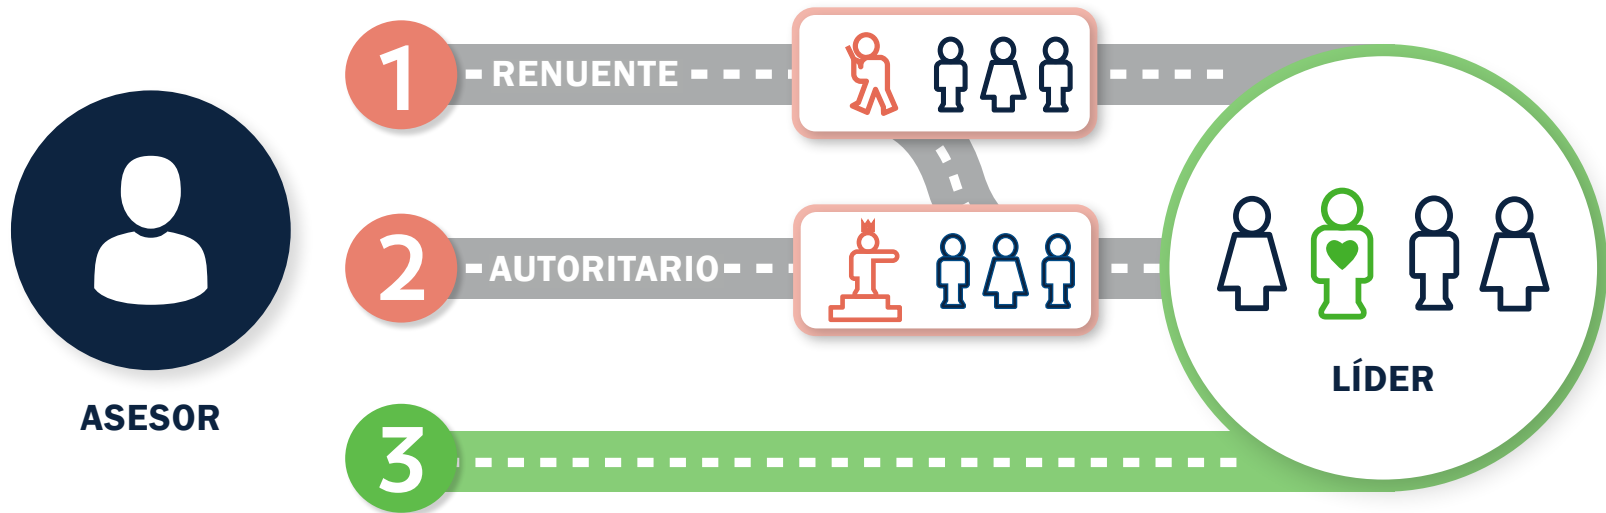 1
RENUENTE
2
AUTORITARIO
3
ASESOR
LÍDER